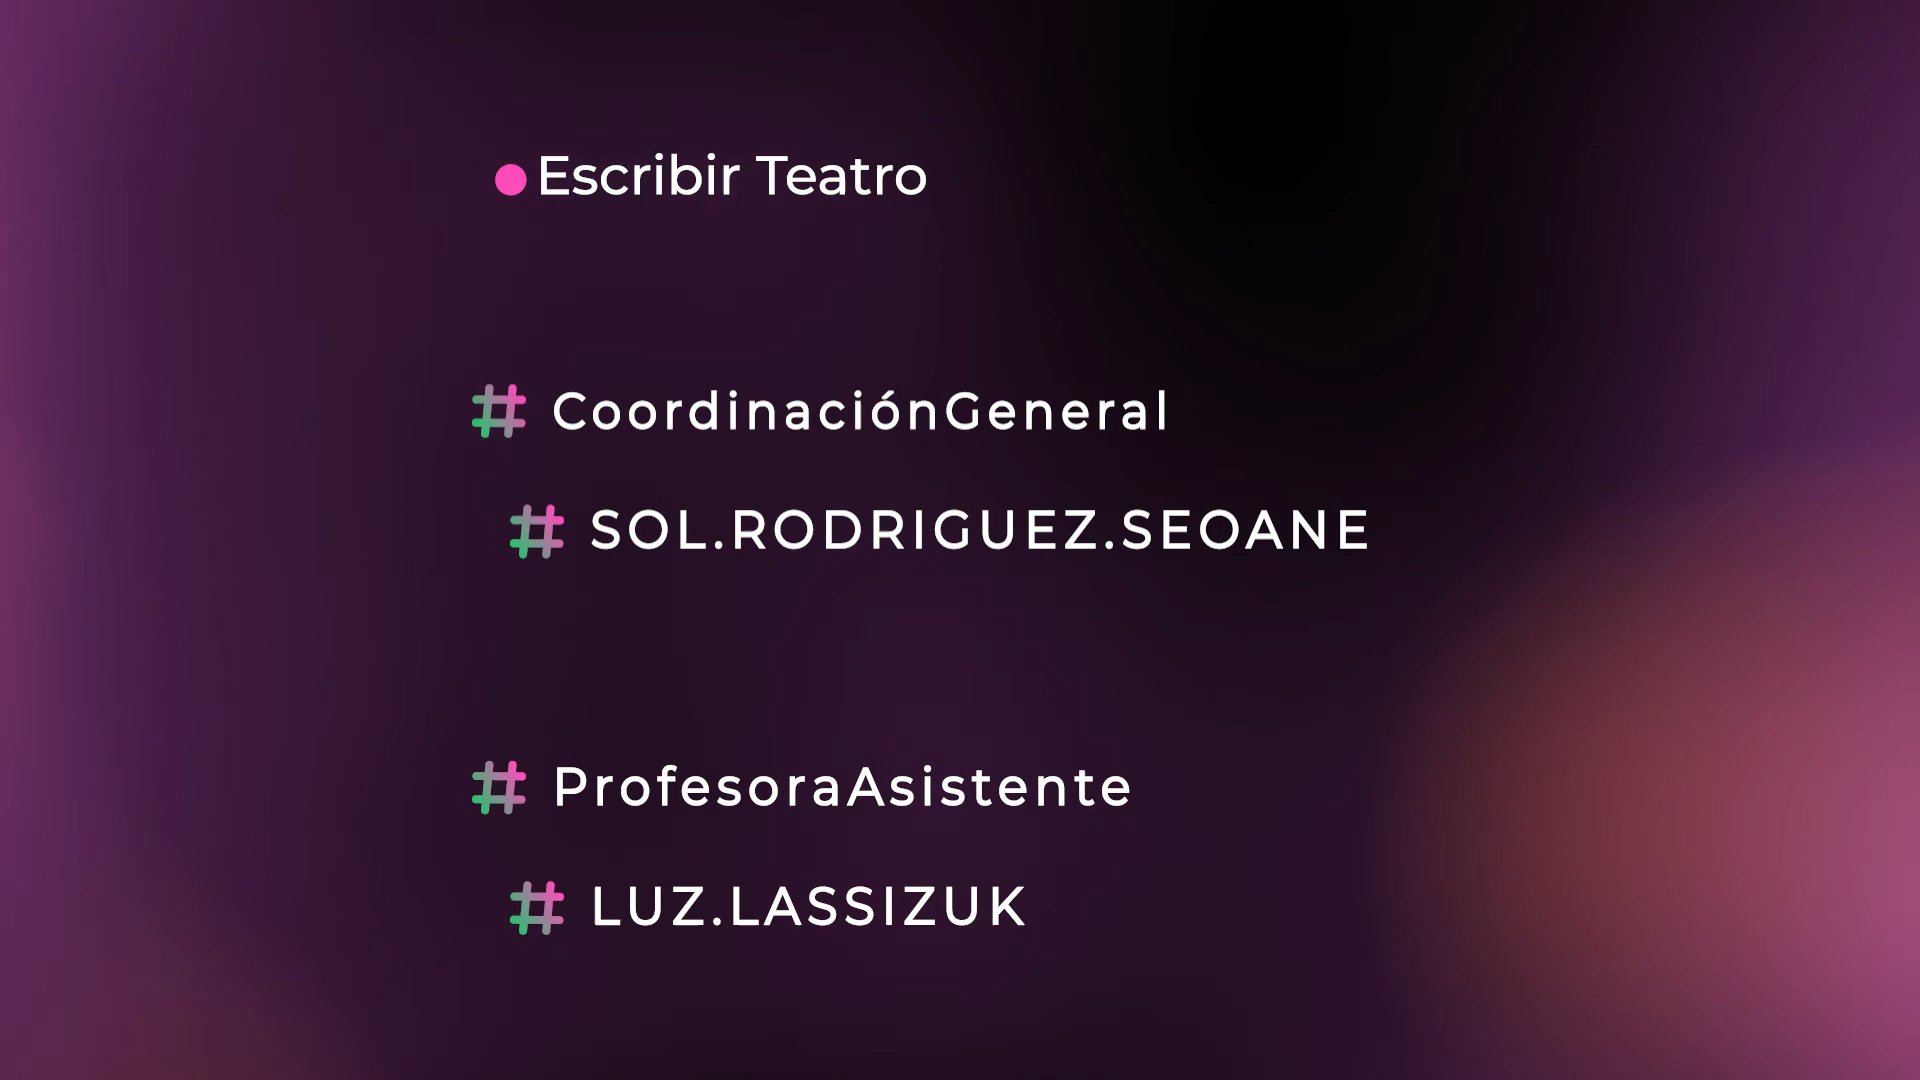 Escribir Teatro
# CoordinaciónGeneral
# SOL.RODRIGUEZ.SEOANE
# ProfesoraAsistente
# LUZ.LASSIZUK